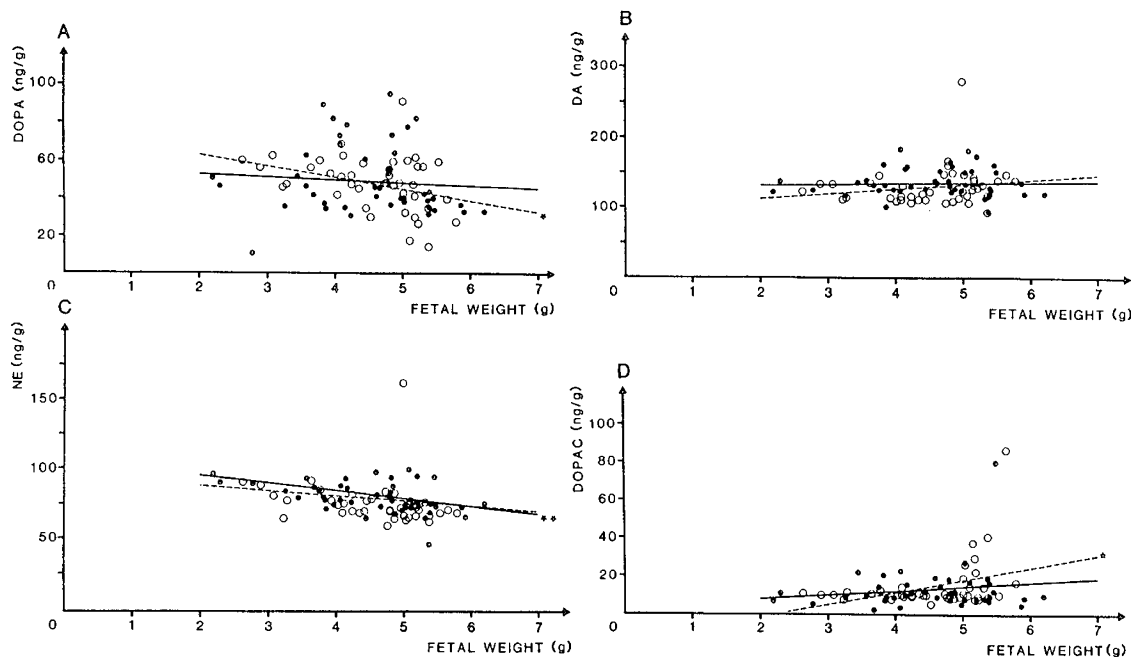 A
DOPA (ng/g)
100
60
20
0
1 2 3 4 5 6 7
FETAL WEIGHT (g)
B
DA (ng/g)
300
200
100
0
1 2 3 4 5 6 7
FETAL WEIGHT (g)
C
NE (ng/g)
150
100
50
0
1 2 3 4 5 6 7
FETAL WEIGHT (g)
D
DOPAC (ng/g)
100
80
60
40
20
0
1 2 3 4 5 6 7
FETAL WEIGHT(g)